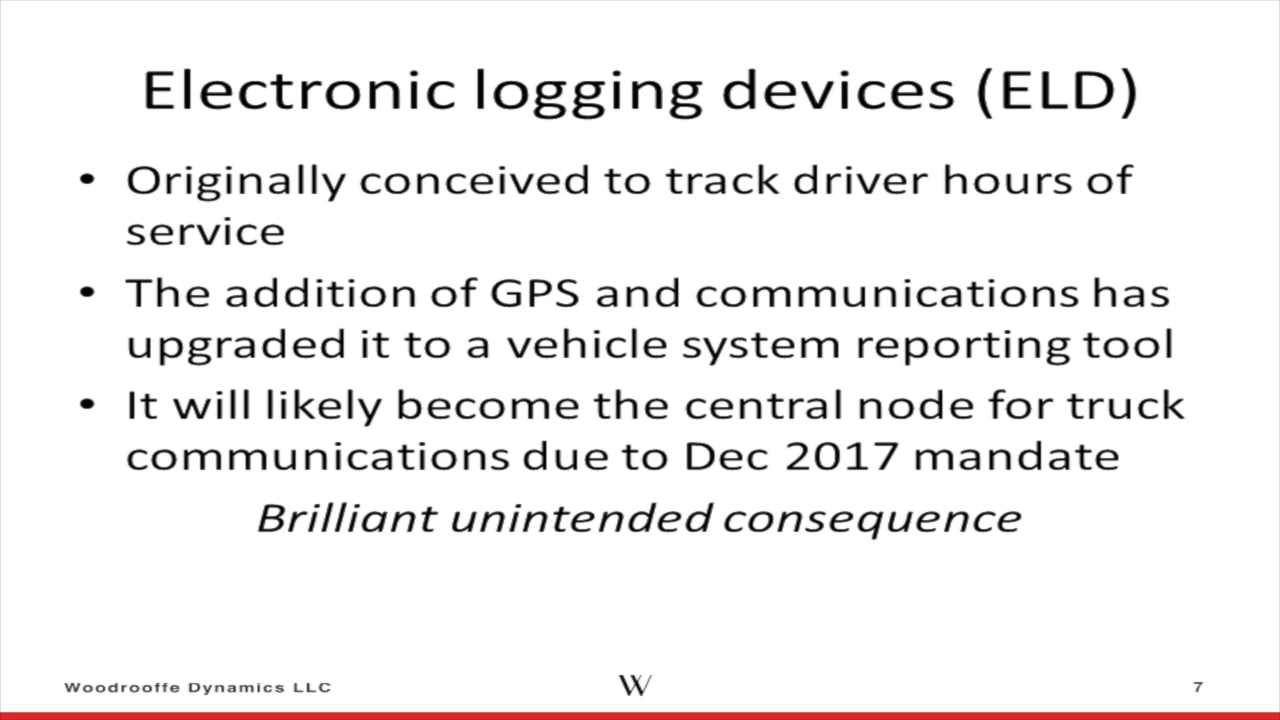 Electronic logging devices (ELD)
• Originally conceived to track driver hours of
service
• The addition of GPS and communications has
upgraded it to a vehicle system reporting tool
• It will likely become the central node for truck
communications due to Dec 2017 mandate
Brilliant unintended consequence
Woodrooffe Dynamics LLC
W
7